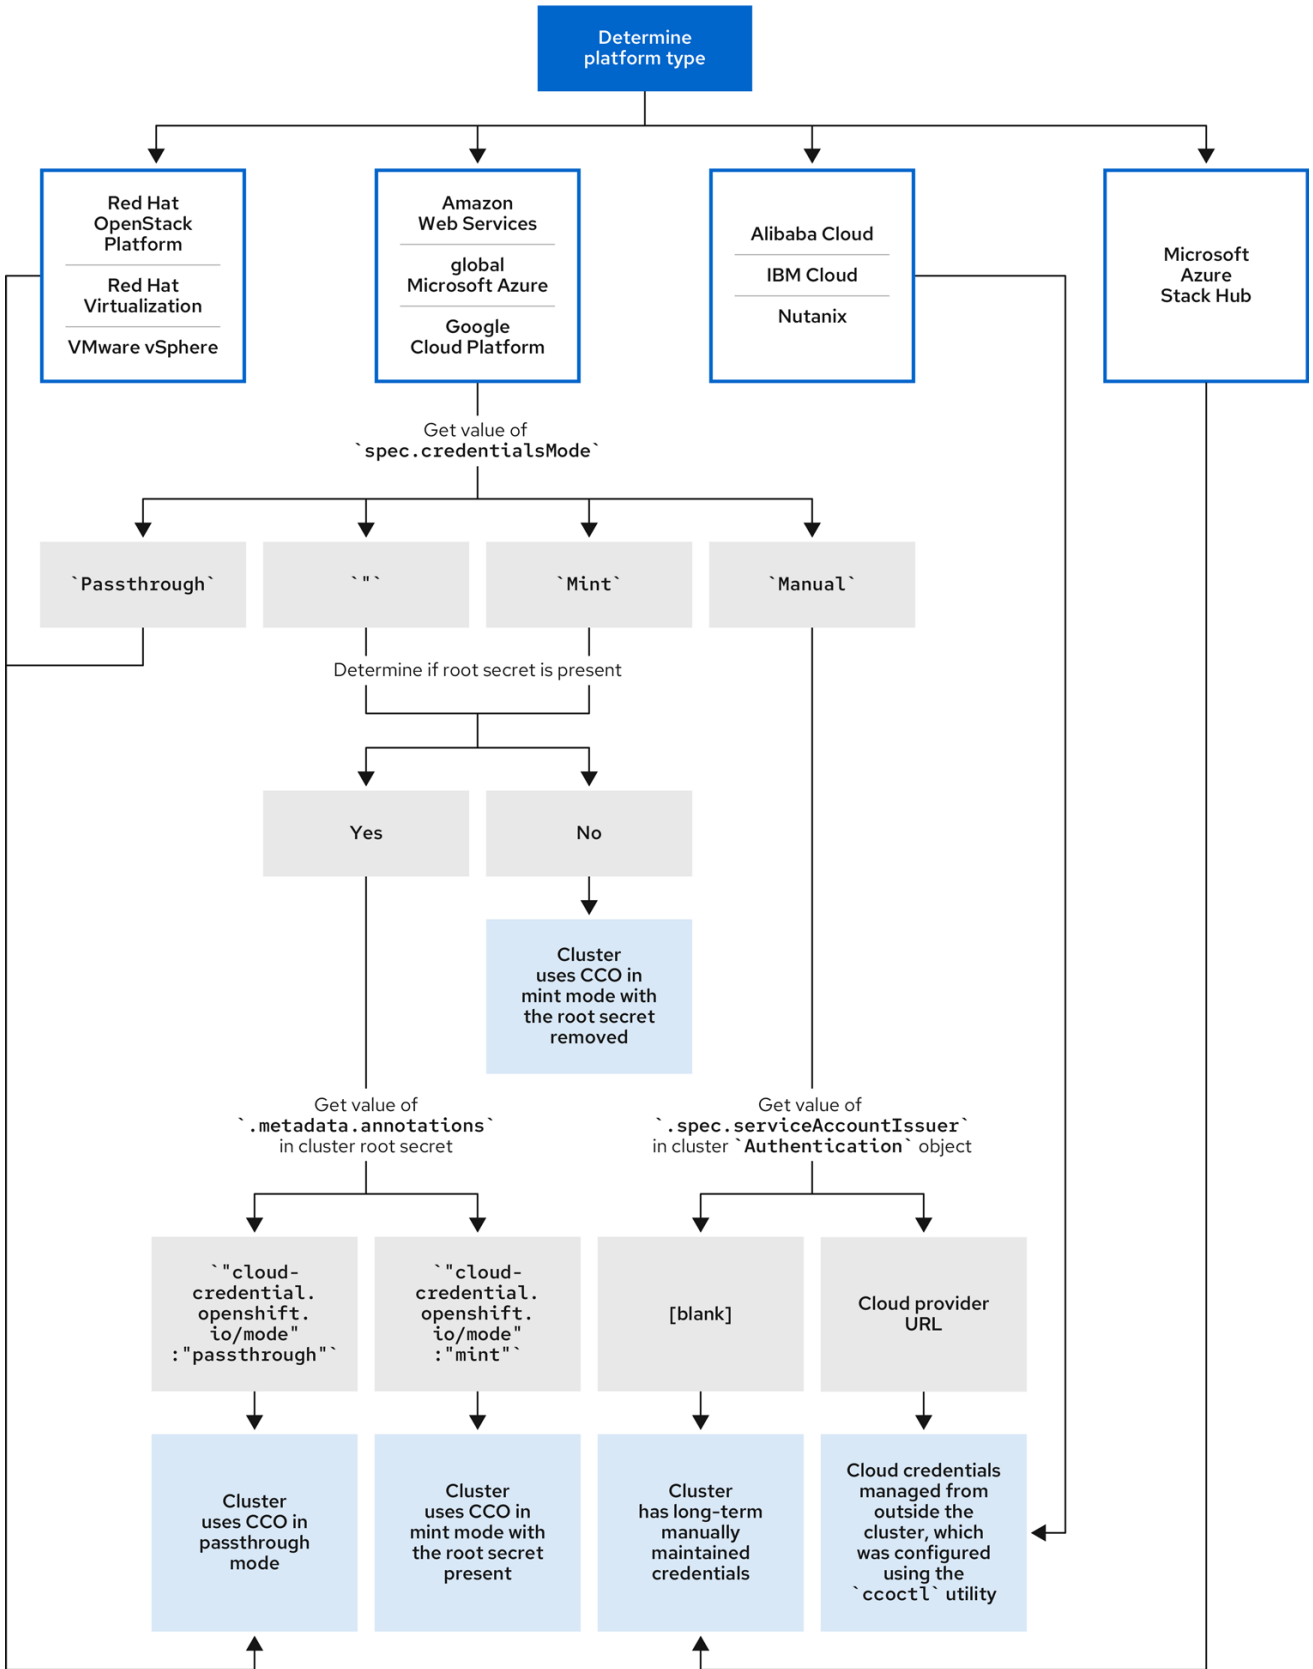 Determine
platform type
Red Hat
OpenStack
Platform
Red Hat
Virtualization
VMware vSphere
Amazon
Web Services
global
Microsoft Azure
Google
Cloud Platform
Alibaba Cloud
IBM Cloud
Nutanix
Microsoft
Azure
Stack Hub
Get value of
`spec.credentialsMode`
`Passthrough`
`"`
`Mint`
`Manual`
Determine if root secret is present
Yes
No
Cluster
uses CCO in
mint mode with
the root secret
removed
Get value of
`.metadata.annotations`
in cluster root secret
Get value of
`.spec.serviceAccountIssuer`
in cluster `Authentication` object
`"cloud-
credential.
openshift.
io/mode"
:"passthrough"`
`"cloud-
credential.
openshift.
io/mode"
:"mint"`
[blank]
Cloud provider
URL
Cluster
uses CCO in
passthrough
mode
Cluster
uses CCO in
mint mode with
the root secret
present
Cluster
has long-term
manually
maintained
credentials
Cloud credentials
managed from
outside the
cluster, which
was configured
using the
`ccoctl` utility